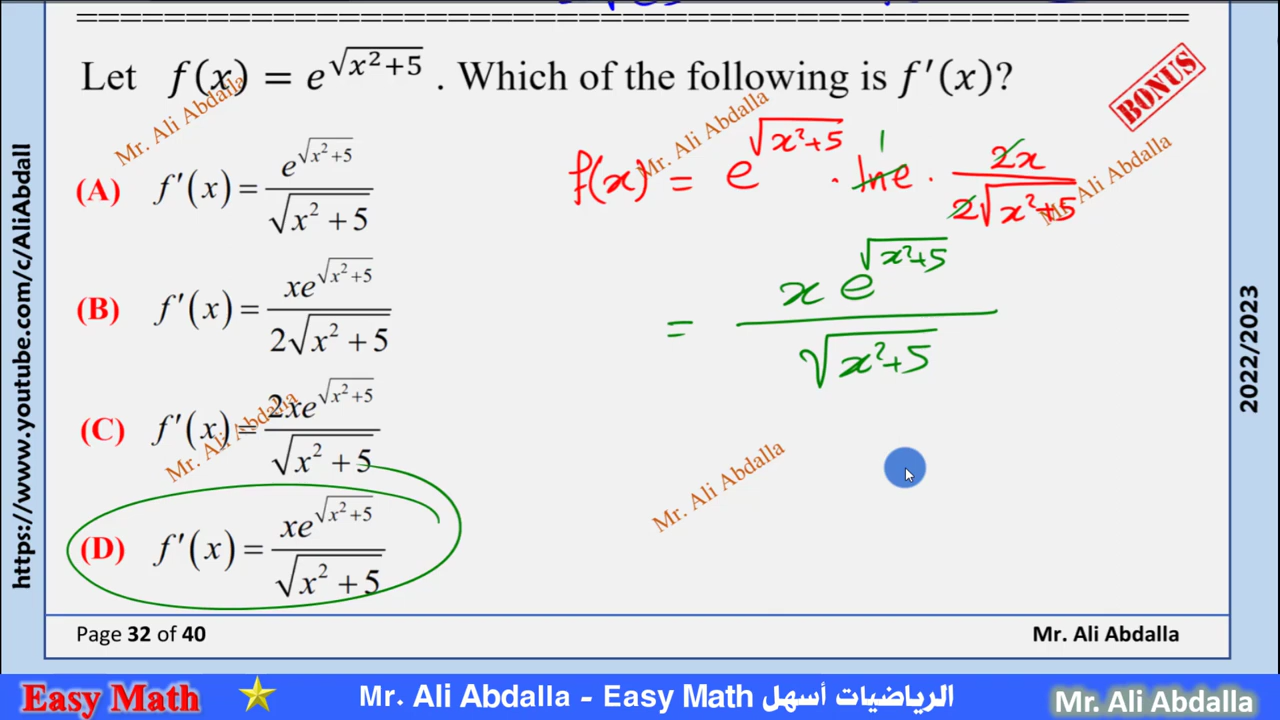 Let f(x) = e^{√(x²+5)} . Which of the following is f′(x)?
BONUS
(A) f′(x) = e^{√(x²+5)} / √(x²+5)
(B) f′(x) = xe^{√(x²+5)} / 2√(x²+5)
(C) f′(x) = 2xe^{√(x²+5)} / √(x²+5)
(D) f′(x) = xe^{√(x²+5)} / √(x²+5)
f(x) = e^{√(x²+5)} · ln e · 2x / 2√(x²+5)
1
= x e^{√(x²+5)} / √(x²+5)
Mr. Ali Abdalla
Mr. Ali Abdalla
Mr. Ali Abdalla
Mr. Ali Abdalla
Mr. Ali Abdalla
https://www.youtube.com/c/AliAbdall
2022/2023
Page 32 of 40
Mr. Ali Abdalla
Easy Math
Mr. Ali Abdalla - Easy Math الرياضيات أسهل
Mr. Ali Abdalla